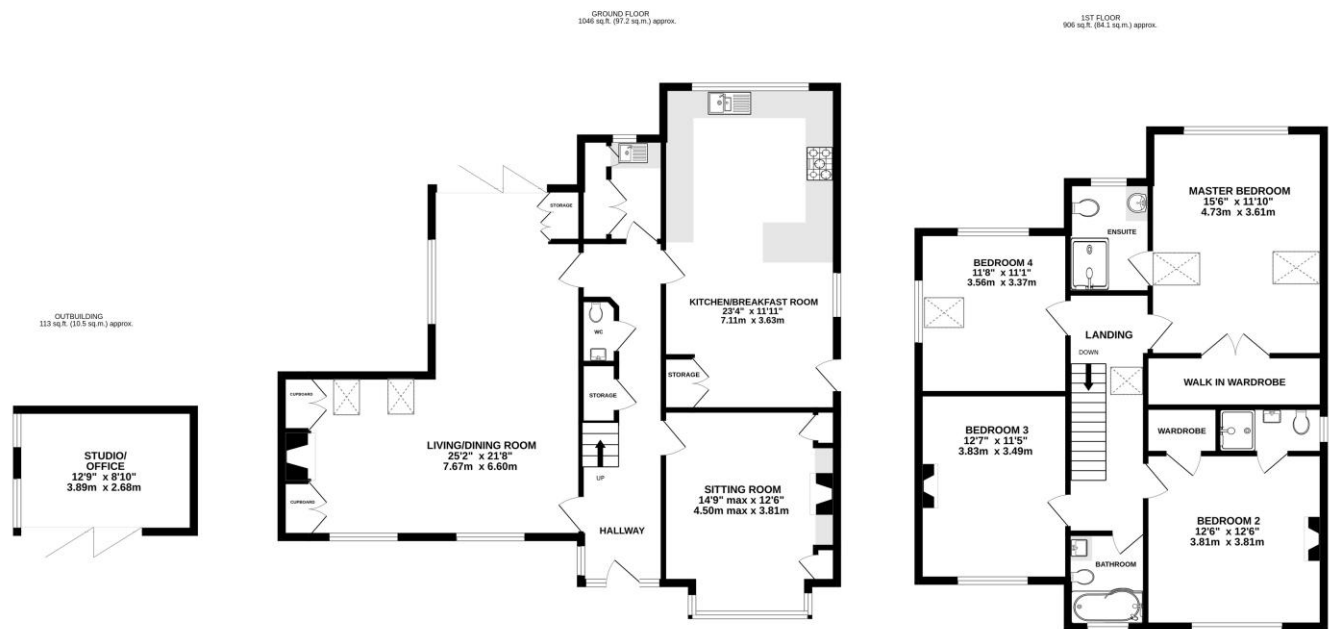 GROUND FLOOR
1046 sq.ft. (97.2 sq.m.) approx.
STORAGE
KITCHEN/BREAKFAST ROOM
23'4" x 11'11"
7.11m x 3.63m
WC
STORAGE
STORAGE
CUPBOARD
LIVING/DINING ROOM
25'2" x 21'8"
7.67m x 6.60m
CUPBOARD
UP
HALLWAY
SITTING ROOM
14'9" max x 12'6"
4.50m max x 3.81m
OUTBUILDING
113 sq.ft. (10.5 sq.m.) approx.
STUDIO/
OFFICE
12'9" x 8'10"
3.89m x 2.68m
1ST FLOOR
906 sq.ft. (84.1 sq.m.) approx.
MASTER BEDROOM
15'6" x 11'10"
4.73m x 3.61m
ENSUITE
BEDROOM 4
11'8" x 11'1"
3.56m x 3.37m
LANDING
DOWN
WALK IN WARDROBE
WARDROBE
BEDROOM 3
12'7" x 11'5"
3.83m x 3.49m
BEDROOM 2
12'6" x 12'6"
3.81m x 3.81m
BATHROOM